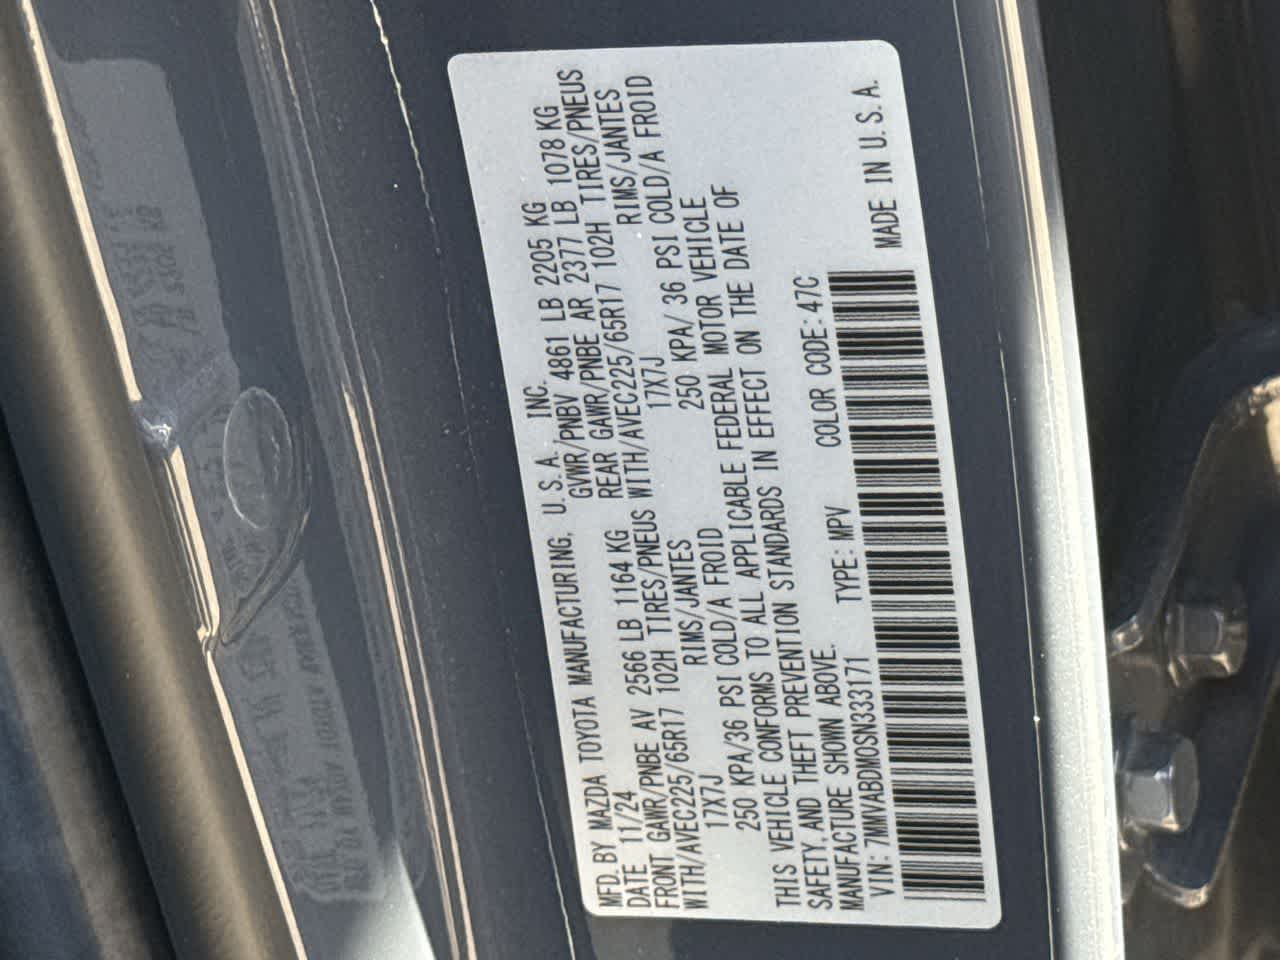 MFD. BY MAZDA TOYOTA MANUFACTURING, U. S. A., INC.
DATE 11/24 GVWR/PNBV 4861 LB 2205 KG
FRONT GAWR/PNBE AV 2566 LB 1164 KG REAR GAWR/PNBE AR 2377 LB 1078 KG
WITH/AVEC225/65R17 102H TIRES/PNEUS WITH/AVEC225/65R17 102H TIRES/PNEUS
17X7J RIMS/JANTES 17X7J RIMS/JANTES
250 KPA/36 PSI COLD/A FROID 250 KPA/ 36 PSI COLD/A FROID
THIS VEHICLE CONFORMS TO ALL APPLICABLE FEDERAL MOTOR VEHICLE
SAFETY, AND THEFT PREVENTION STANDARDS IN EFFECT ON THE DATE OF
MANUFACTURE SHOWN ABOVE.
VIN: 7MMVABDM0SN333171 TYPE: MPV COLOR CODE: 47C
MADE IN U. S. A.